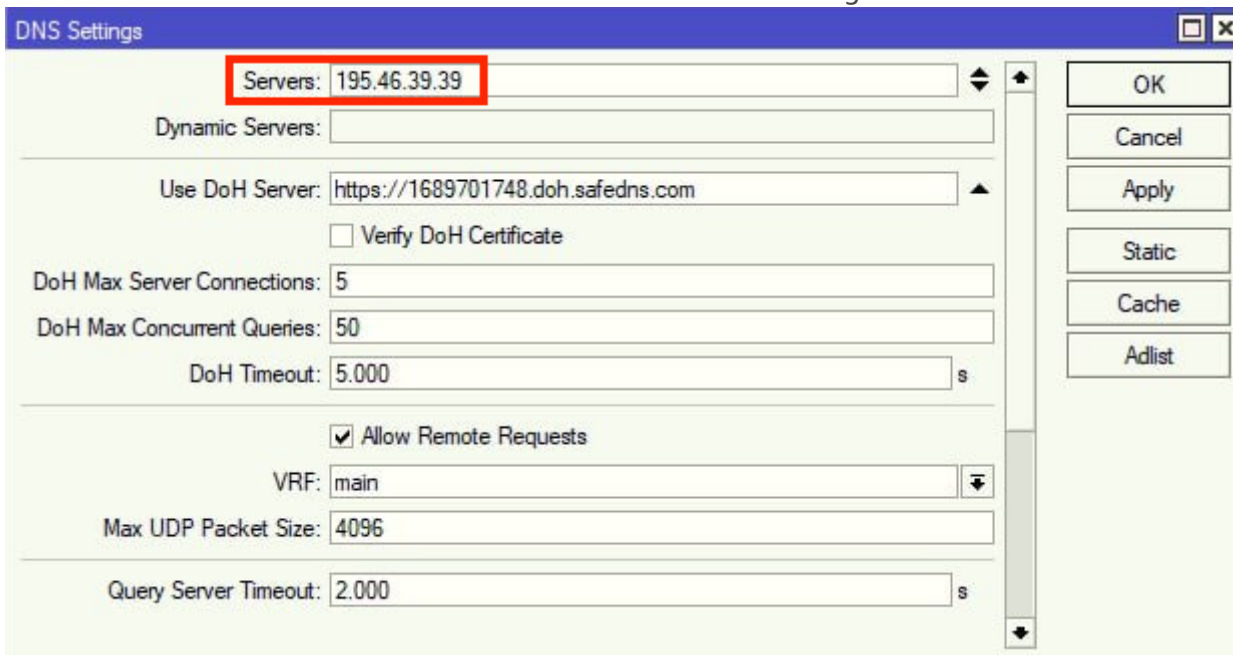 DNS Settings
Servers: 195.46.39.39
OK
Dynamic Servers:
Cancel
Use DoH Server: https://1689701748.doh.safedns.com
Apply
Verify DoH Certificate
Static
DoH Max Server Connections: 5
Cache
DoH Max Concurrent Queries: 50
Adlist
DoH Timeout: 5.000 s
Allow Remote Requests
VRF: main
Max UDP Packet Size: 4096
Query Server Timeout: 2.000 s